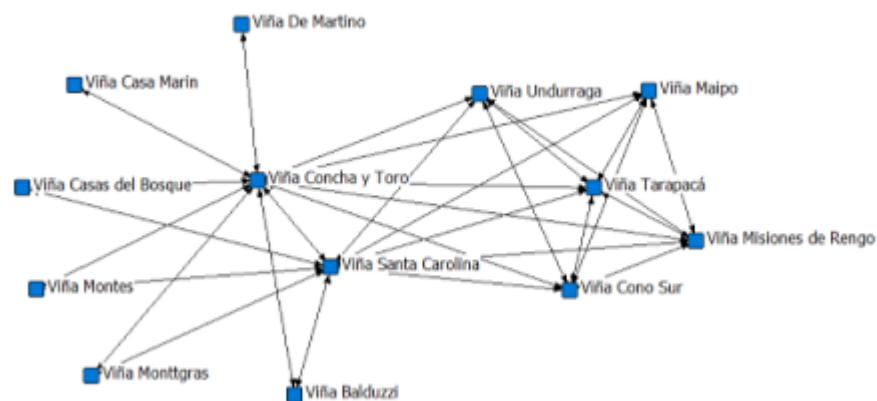 Viña De Martino
Viña Casa Marin
Viña Undurraga
Viña Maipo
Viña Concha y Toro
Viña Casas del Bosque
Viña Tarapacá
Viña Misiones de Rengo
Viña Santa Carolina
Viña Montes
Viña Cono Sur
Viña Monttgras
Viña Balduzzi